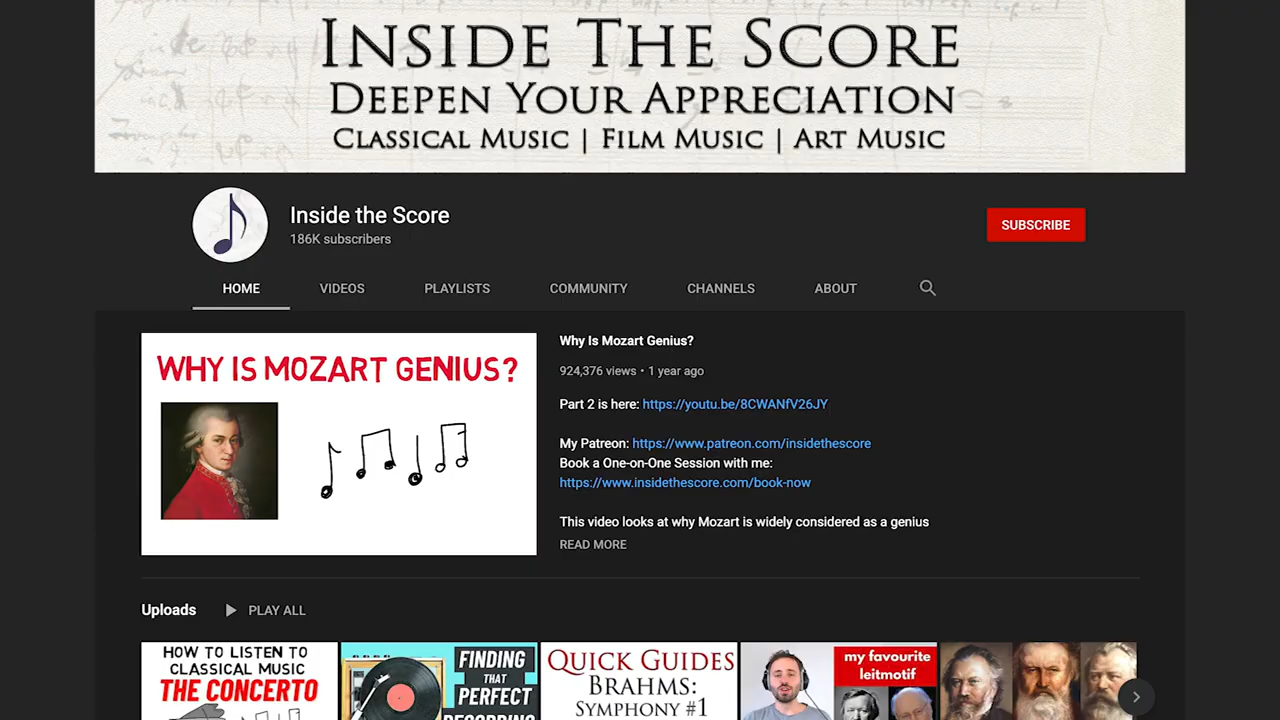 INSIDE THE SCORE
DEEPEN YOUR APPRECIATION
CLASSICAL MUSIC | FILM MUSIC | ART MUSIC
Inside the Score
186K subscribers
SUBSCRIBE
HOME VIDEOS PLAYLISTS COMMUNITY CHANNELS ABOUT
WHY IS MOZART GENIUS?
Why Is Mozart Genius?
924,376 views • 1 year ago
Part 2 is here: https://youtu.be/8CWANfV26JY
My Patreon: https://www.patreon.com/insidethescore
Book a One-on-One Session with me:
https://www.insidethescore.com/book-now
This video looks at why Mozart is widely considered as a genius
READ MORE
Uploads PLAY ALL
HOW TO LISTEN TO
CLASSICAL MUSIC
THE CONCERTO
FINDING
THAT
PERFECT
RECORDING
QUICK GUIDES
BRAHMS:
SYMPHONY #1
my favourite
leitmotif